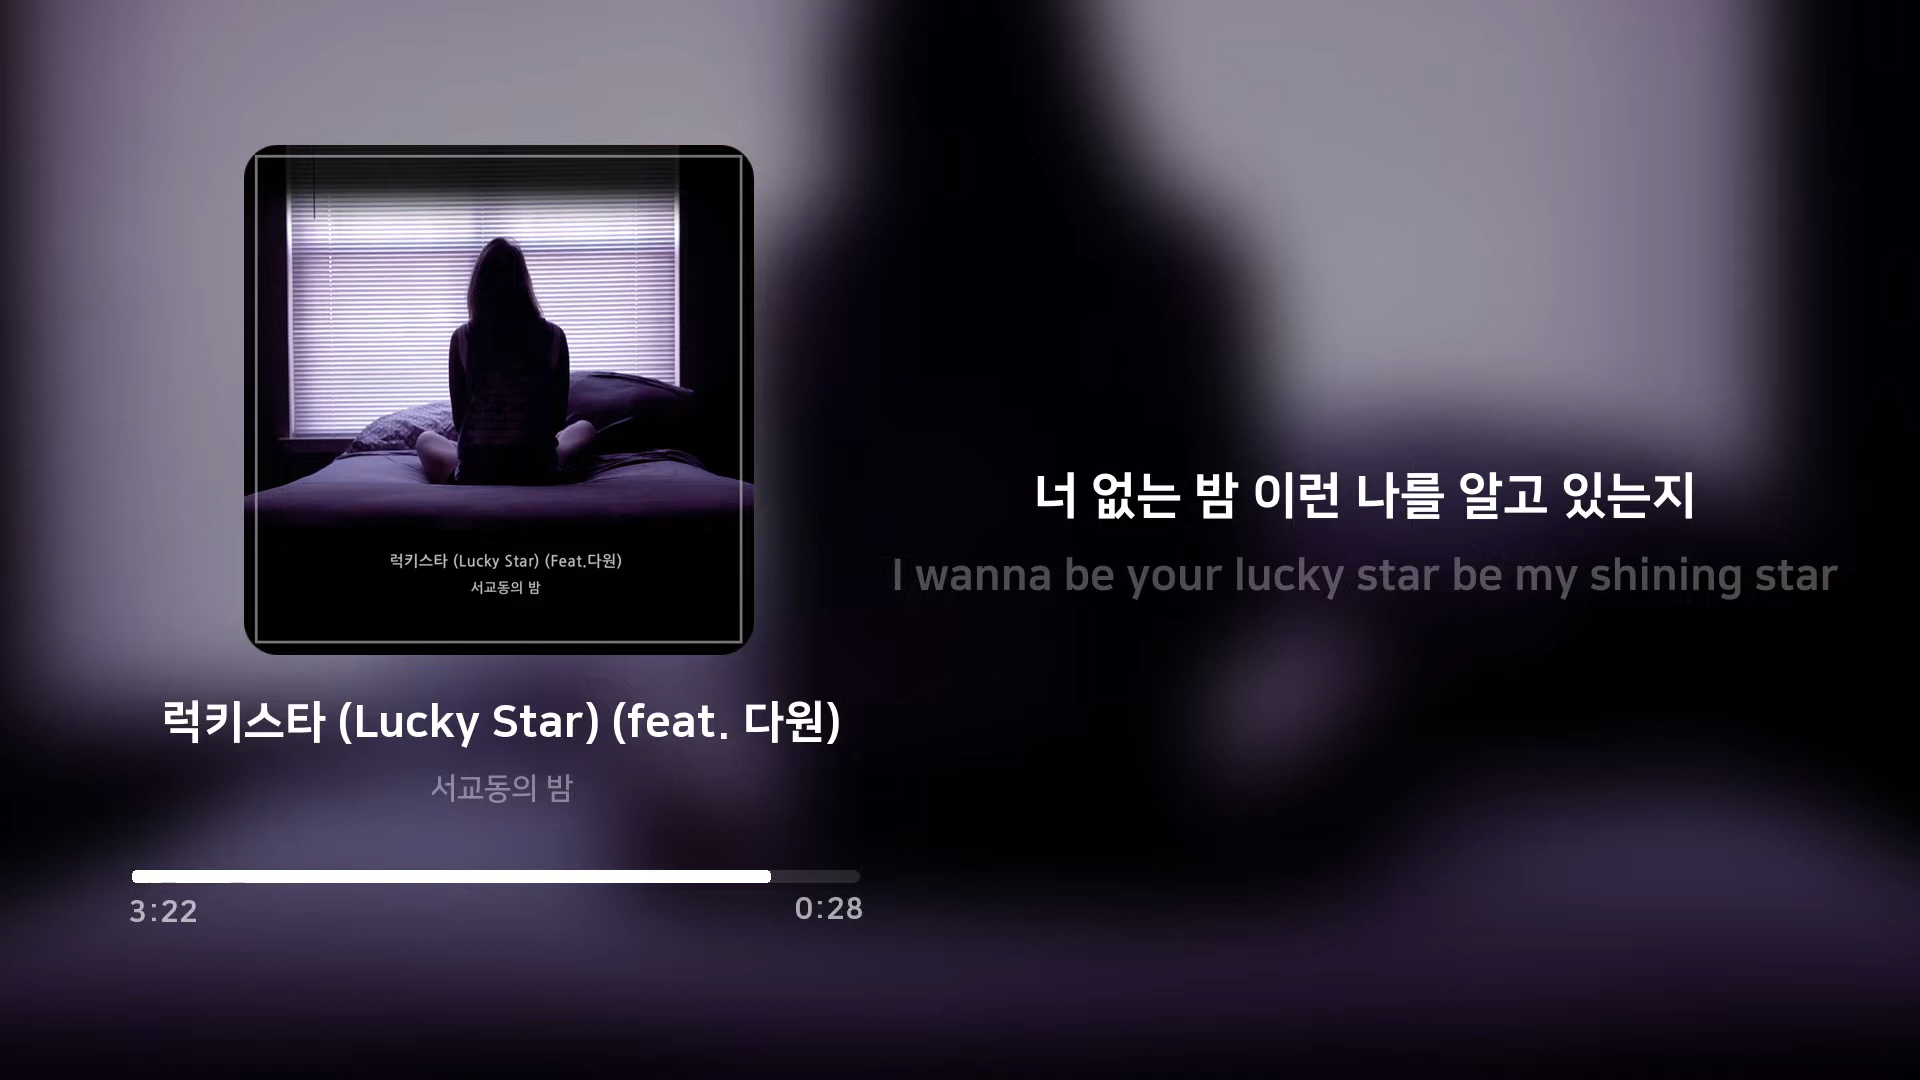 럭키스타 (Lucky Star) (Feat.다원)
서교동의 밤
럭키스타 (Lucky Star) (feat. 다원)
서교동의 밤
3:22
0:28
너 없는 밤 이런 나를 알고 있는지
I wanna be your lucky star be my shining star